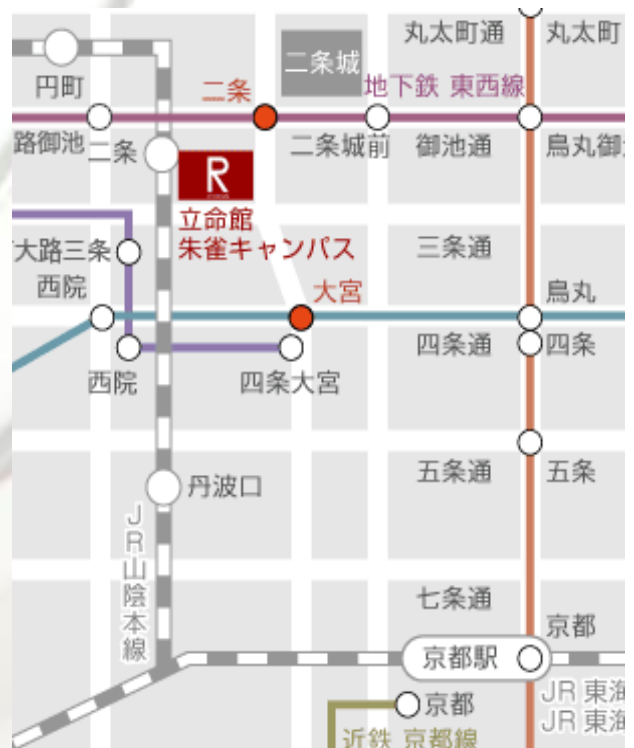 丸太町通
丸太町
二条城
円町
二条
地下鉄 東西線
路御池
二条
二条城前
御池通
烏丸御
R
立命館
朱雀キャンパス
大路三条
三条通
西院
大宮
烏丸
四条通
四条
西院
四条大宮
五条通
五条
丹波口
JR山陰本線
七条通
京都
京都駅
JR 東海
JR 東海
京都
近鉄 京都線